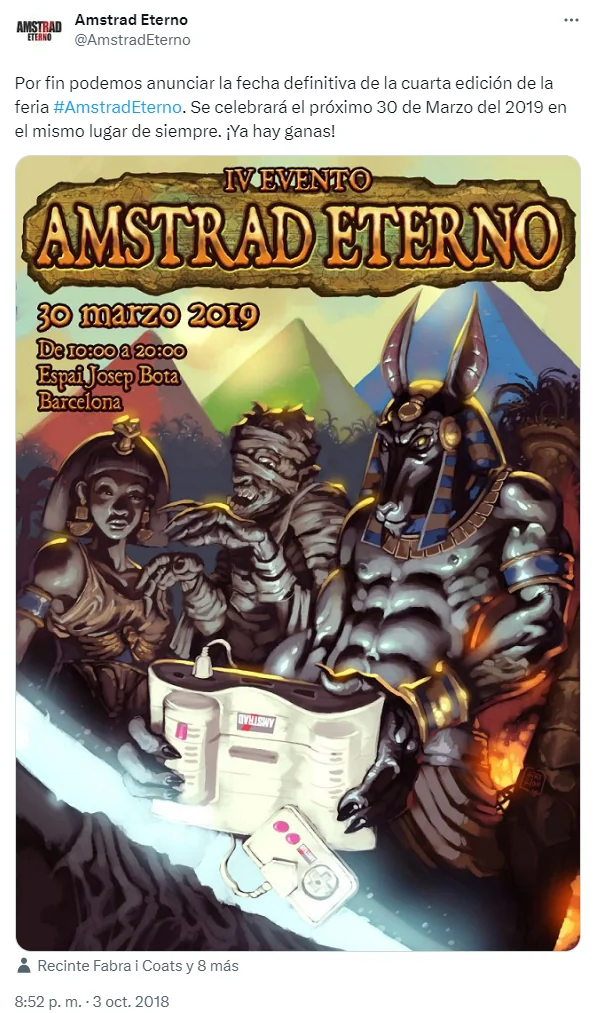 AMSTRAD
ETERNO
Amstrad Eterno
@AmstradEterno
Por fin podemos anunciar la fecha definitiva de la cuarta edición de la
feria #AmstradEterno. Se celebrará el próximo 30 de Marzo del 2019 en
el mismo lugar de siempre. ¡Ya hay ganas!
IV EVENTO
AMSTRAD ETERNO
30 marzo 2019
De 10:00 a 20:00
Espai Josep Bota
Barcelona
AMSTRAD
Recinte Fabra i Coats y 8 más
8:52 p. m. · 3 oct. 2018